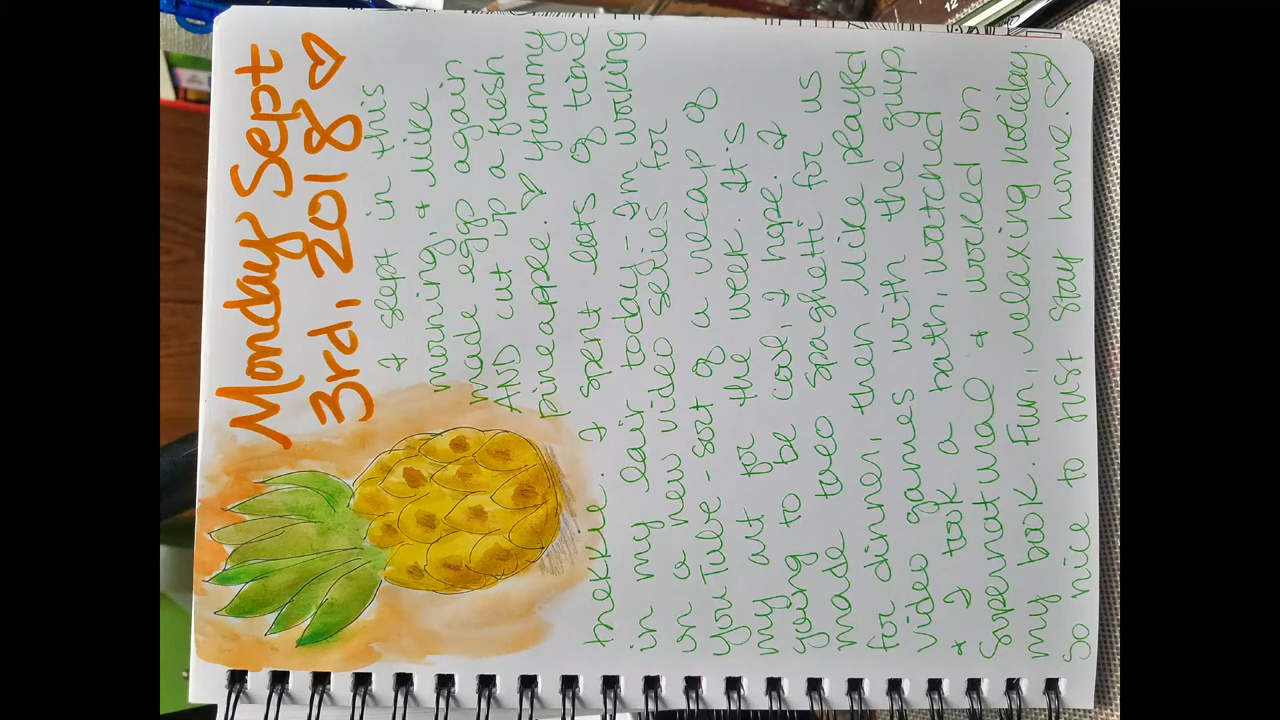 Monday Sept
3rd, 2018 ♡
I slept in this
morning, & Mike
made eggs again
AND cut up a fresh
pineapple. ♡ yummy
trekkie. I spent lots of time
in my lair today - I'm working
on a new video series for
YouTube - sort of a recap of
my art for the week. It's
going to be cool, I hope. I
made two spaghetti for us
for dinner, then Mike played
video games with the guys,
& I took a bath, watched
Supernatural & worked on
my book. Fun, relaxing holiday.
So nice to just stay home. ♡